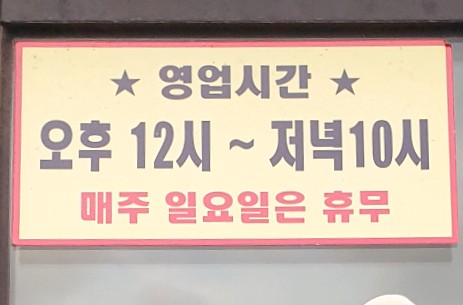 ★ 영업시간 ★
오후 12시 ~ 저녁10시
매주 일요일은 휴무